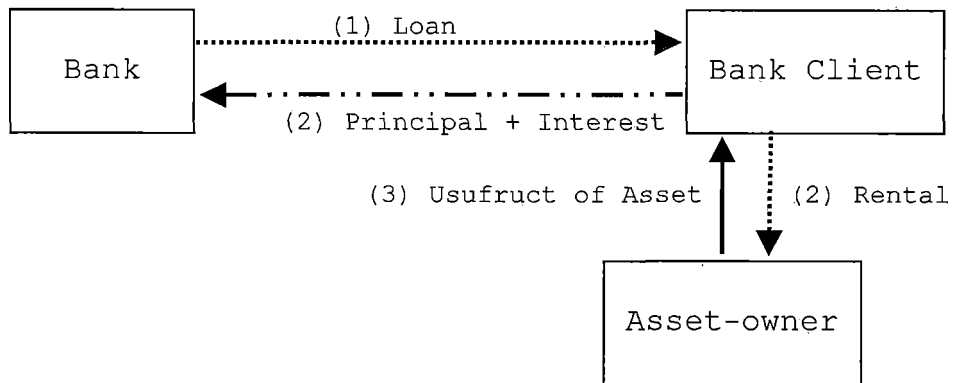 (1) Loan
Bank
Bank Client
(2) Principal + Interest
(3) Usufruct of Asset
(2) Rental
Asset-owner